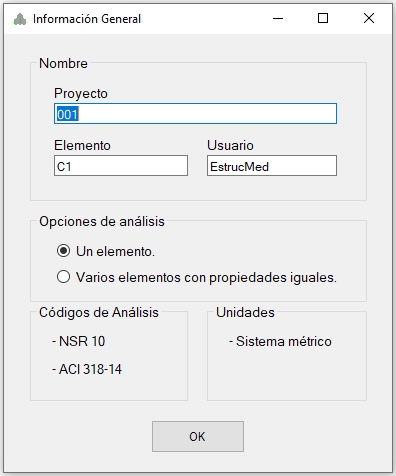 Información General
Nombre
Proyecto
001
Elemento Usuario
C1 EstrucMed
Opciones de análisis
Un elemento.
Varios elementos con propiedades iguales.
Códigos de Análisis Unidades
- NSR 10 - Sistema métrico
- ACI 318-14
OK